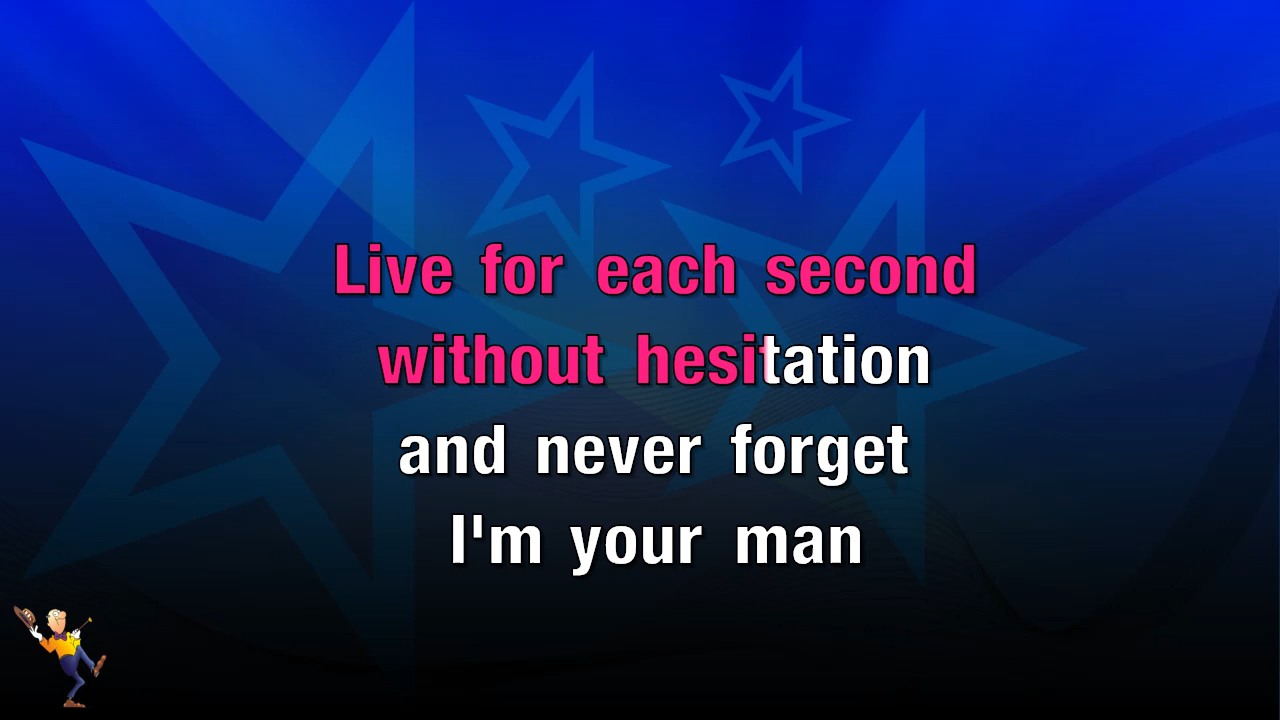 Live for each second
without hesitation
and never forget
I'm your man